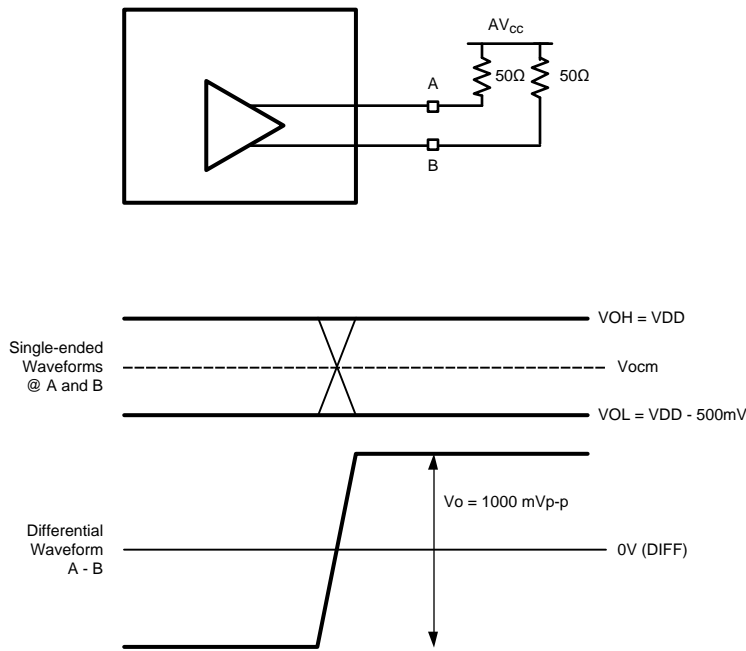 AVcc
50Ω
50Ω
A
B
VOH = VDD
Single-ended
Waveforms
@ A and B
Vocm
VOL = VDD - 500mV
Vo = 1000 mVp-p
Differential
Waveform
A - B
0V (DIFF)